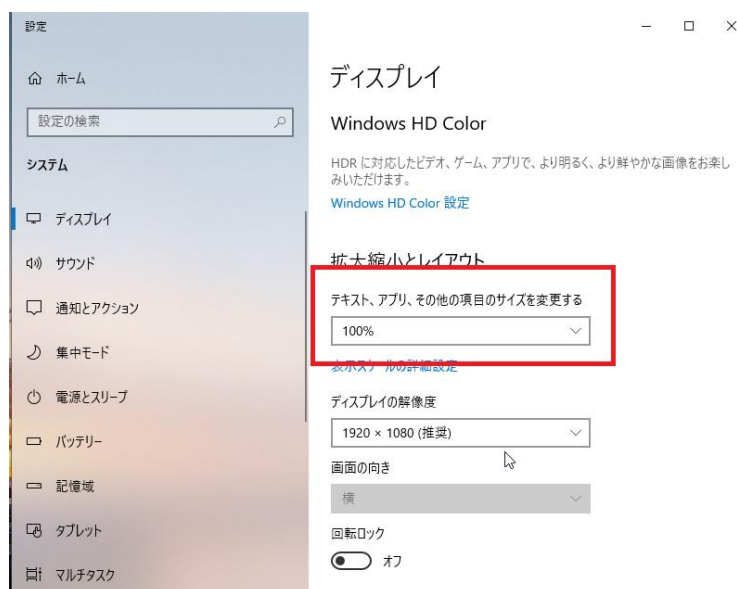 設定
ホーム
設定の検索
システム
ディスプレイ
サウンド
通知とアクション
集中モード
電源とスリープ
バッテリー
記憶域
タブレット
マルチタスク
ディスプレイ
Windows HD Color
HDR に対応したビデオ、ゲーム、アプリで、より明るく、より鮮やかな画像をお楽し
みいただけます。
Windows HD Color 設定
拡大縮小とレイアウト
テキスト、アプリ、その他の項目のサイズを変更する
100%
表示スケールの詳細設定
ディスプレイの解像度
1920 × 1080 (推奨)
画面の向き
横
回転ロック
オフ